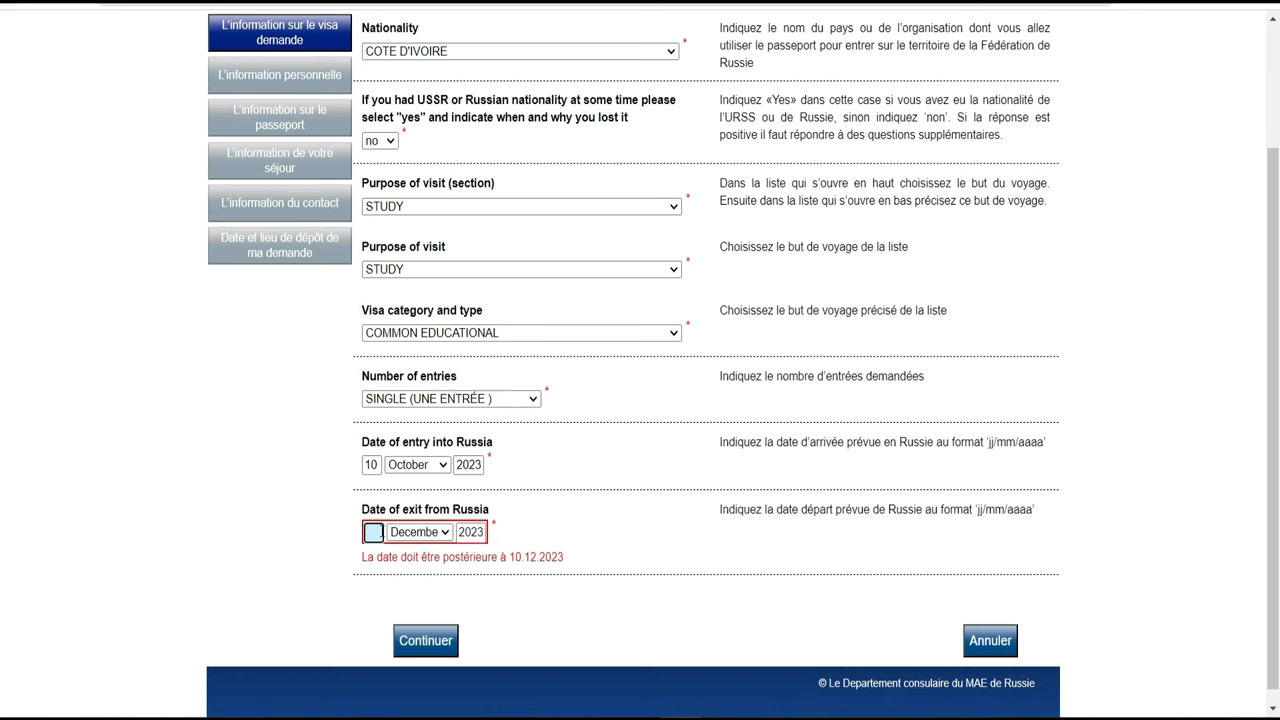 L'information sur le visa
demande
L'information personnelle
L'information sur le
passeport
L'information de votre
séjour
L'information du contact
Date et lieu de dépôt de
ma demande
Nationality
COTE D'IVOIRE
*
Indiquez le nom du pays ou de l'organisation dont vous allez
utiliser le passeport pour entrer sur le territoire de la Fédération de
Russie
If you had USSR or Russian nationality at some time please
select "yes" and indicate when and why you lost it
no
*
Indiquez «Yes» dans cette case si vous avez eu la nationalité de
l'URSS ou de Russie, sinon indiquez 'non'. Si la réponse est
positive il faut répondre à des questions supplémentaires.
Purpose of visit (section)
STUDY
*
Dans la liste qui s'ouvre en haut choisissez le but du voyage.
Ensuite dans la liste qui s'ouvre en bas précisez ce but de voyage.
Purpose of visit
STUDY
*
Choisissez le but de voyage de la liste
Visa category and type
COMMON EDUCATIONAL
*
Choisissez le but de voyage précisé de la liste
Number of entries
SINGLE (UNE ENTRÉE )
*
Indiquez le nombre d'entrées demandées
Date of entry into Russia
10 October 2023
*
Indiquez la date d'arrivée prévue en Russie au format 'jj/mm/aaaa'
Date of exit from Russia
Decembe 2023
*
La date doit être postérieure à 10.12.2023
Indiquez la date départ prévue de Russie au format 'jj/mm/aaaa'
Continuer
Annuler
© Le Departement consulaire du MAE de Russie